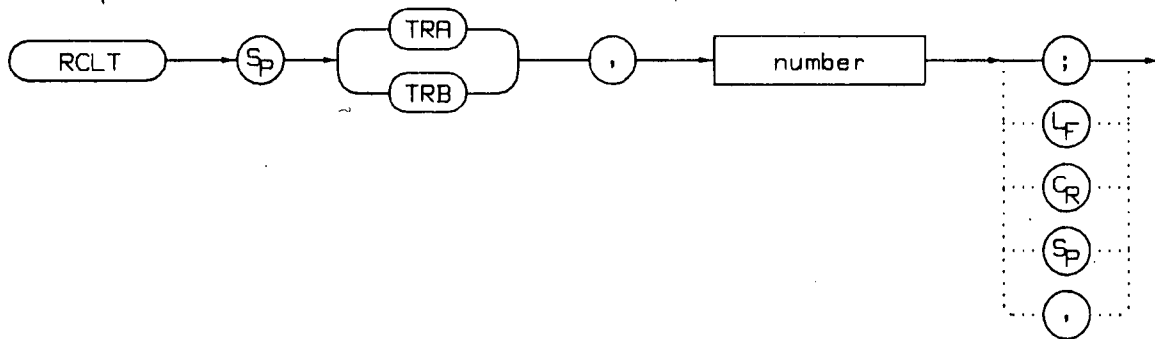 RCLT SP TRA , number ;
TRB
LF
CR
SP
,